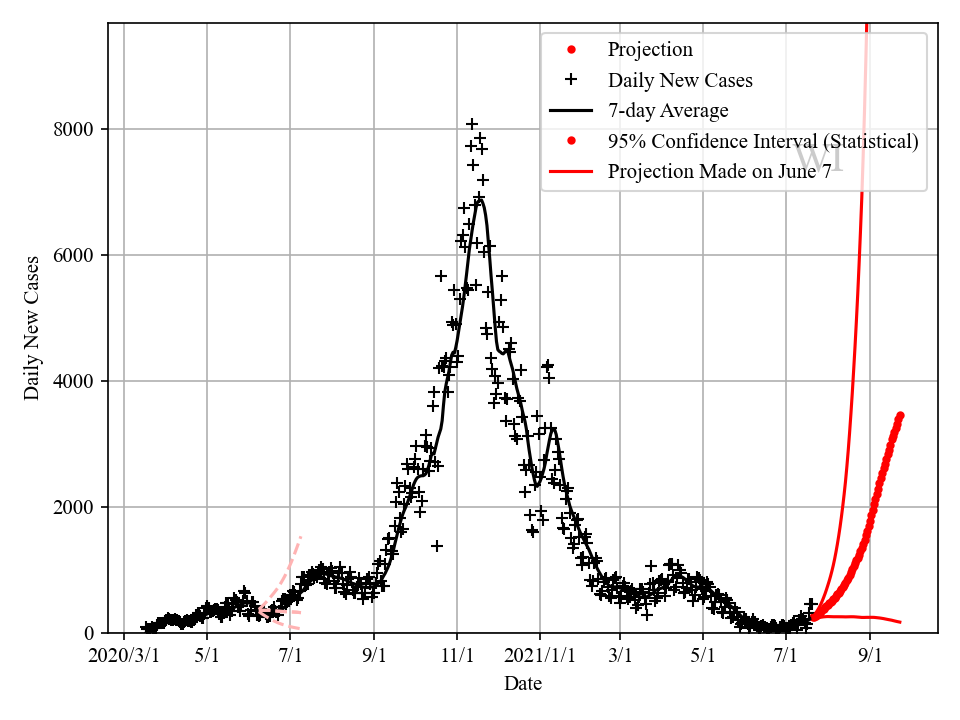 Projection
Daily New Cases
7-day Average
95% Confidence Interval (Statistical)
Projection Made on June 7
WI
Daily New Cases
8000
6000
4000
2000
0
2020/3/1 5/1 7/1 9/1 11/1 2021/1/1 3/1 5/1 7/1 9/1
Date